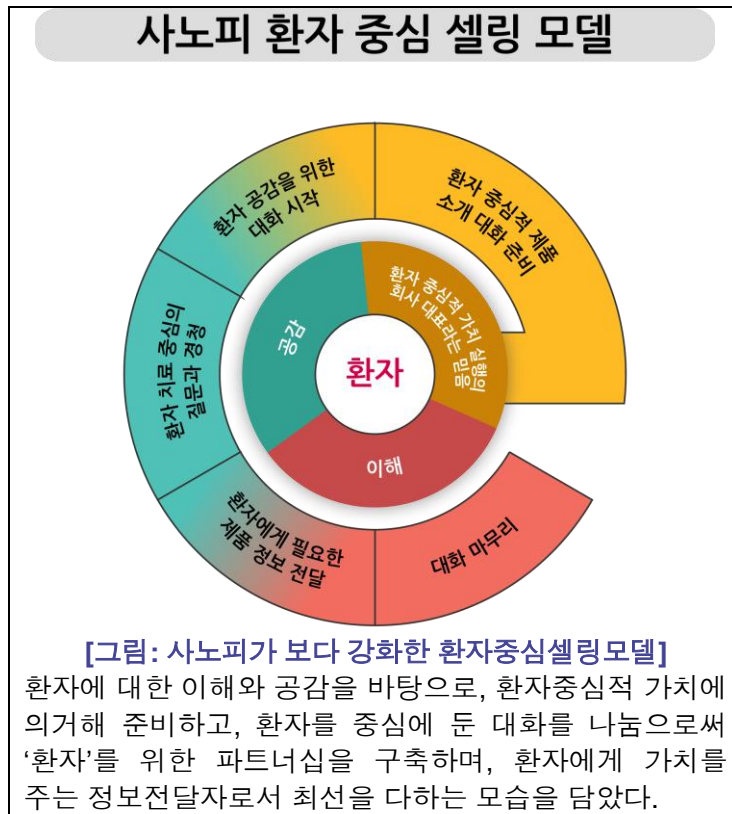 사노피 환자 중심 셀링 모델
환자 공감을 위한
대화 시작
환자 중심적 제품
소개 대화 준비
환자 치료 중심의
질문과 경청
공감
환자 중심적 가치 실행의
회사 대표라는 믿음
환자
이해
환자에게 필요한
제품 정보 전달
대화 마무리
[그림: 사노피가 보다 강화한 환자중심셀링모델]
환자에 대한 이해와 공감을 바탕으로, 환자중심적 가치에
의거해 준비하고, 환자를 중심에 둔 대화를 나눔으로써
‘환자’를 위한 파트너십을 구축하며, 환자에게 가치를
주는 정보전달자로서 최선을 다하는 모습을 담았다.